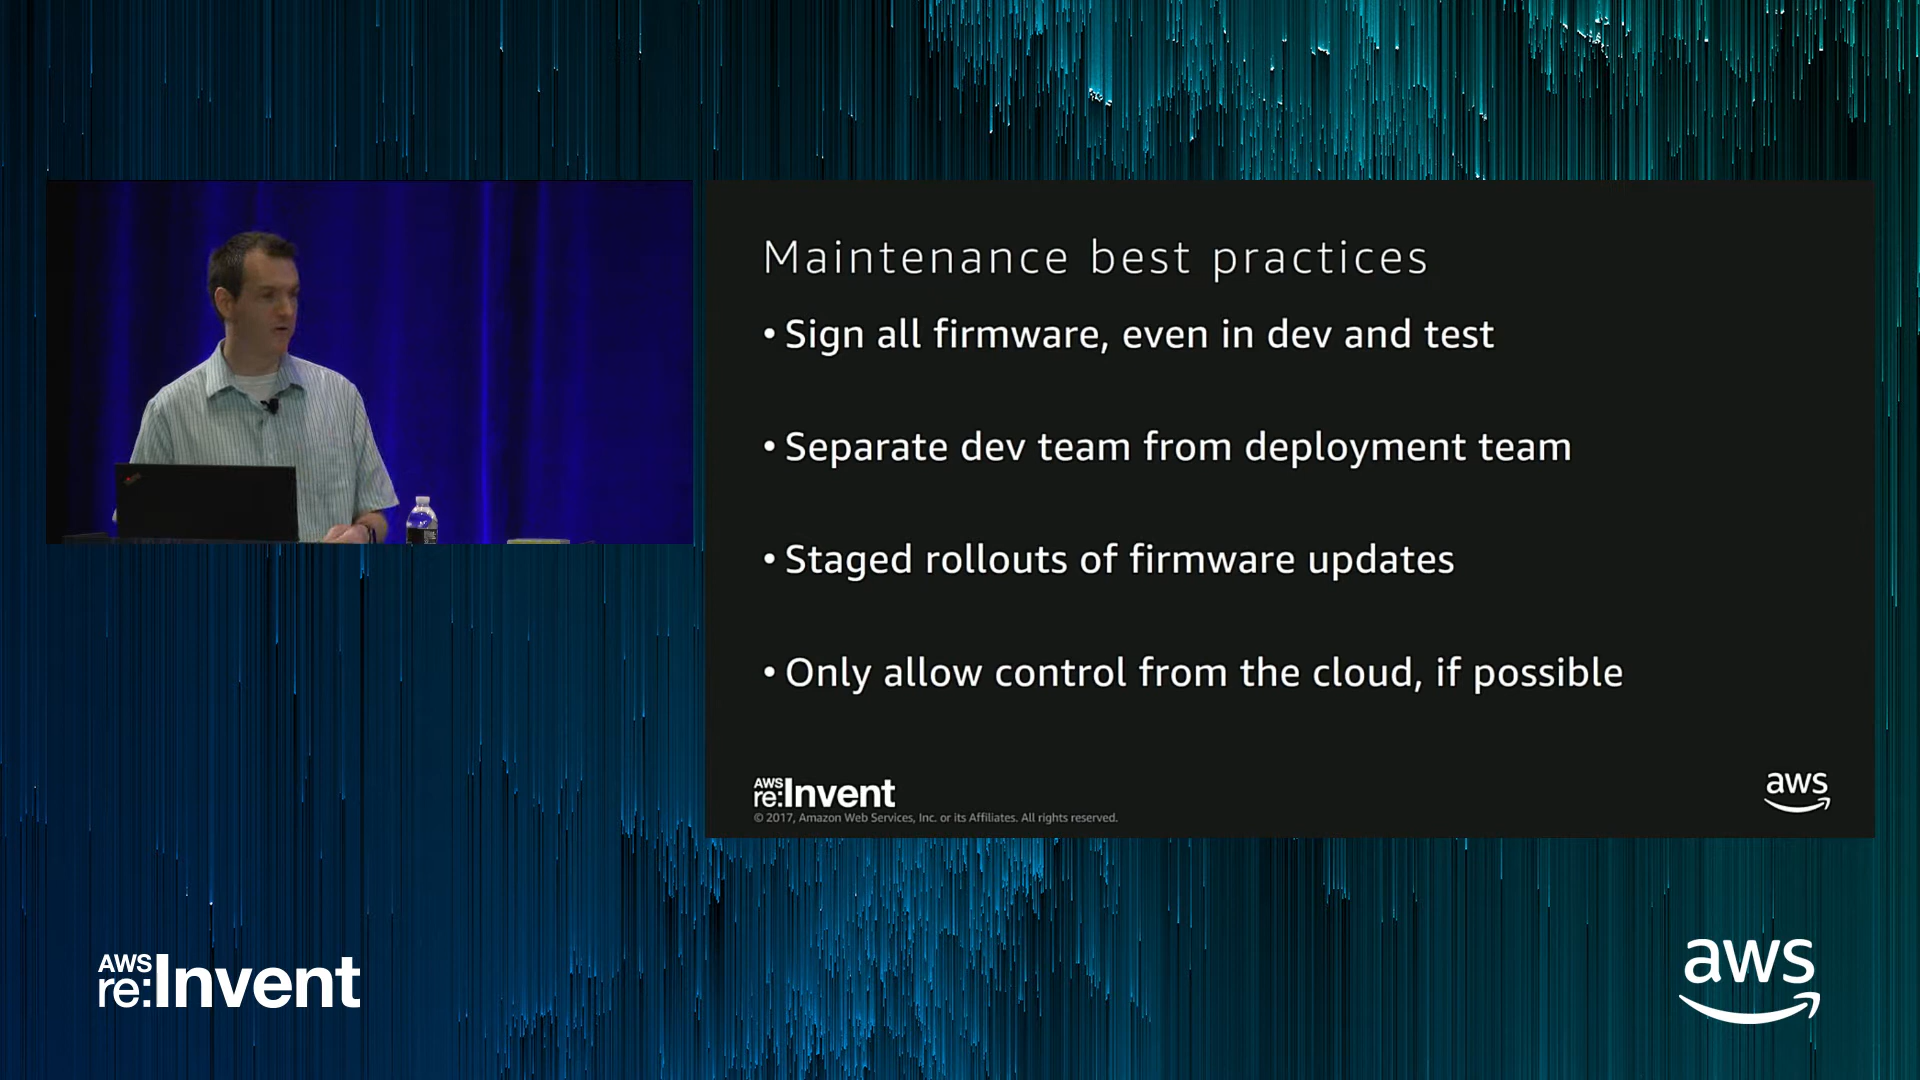 Maintenance best practices
• Sign all firmware, even in dev and test
• Separate dev team from deployment team
• Staged rollouts of firmware updates
• Only allow control from the cloud, if possible
AWS
re:Invent
© 2017, Amazon Web Services, Inc. or its Affiliates. All rights reserved.
aws
AWS
re:Invent
aws